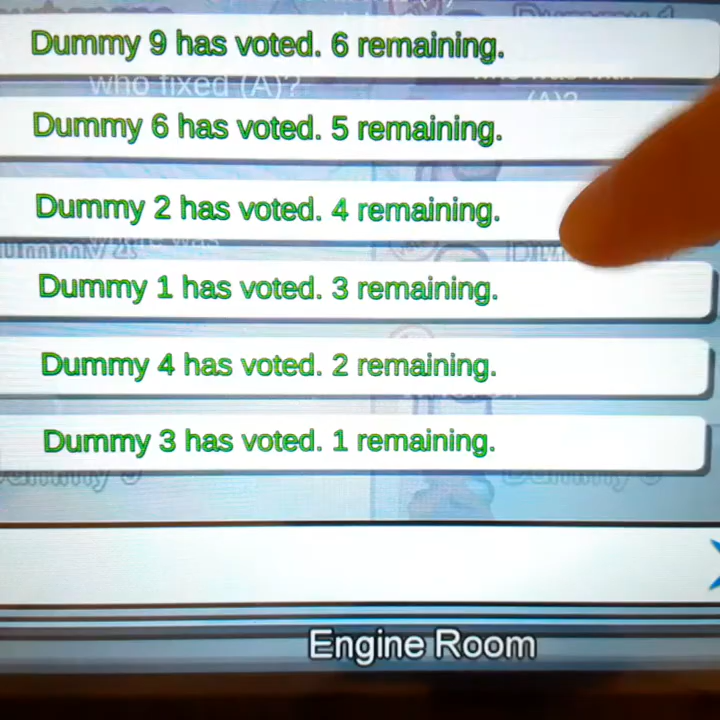 Dummy 9 has voted. 6 remaining.
who fixed (A)?
(A)?
Dummy 6 has voted. 5 remaining.
Dummy 2 has voted. 4 remaining.
Dummy 1 has voted. 3 remaining.
Dummy 4 has voted. 2 remaining.
Dummy 3 has voted. 1 remaining.
Engine Room